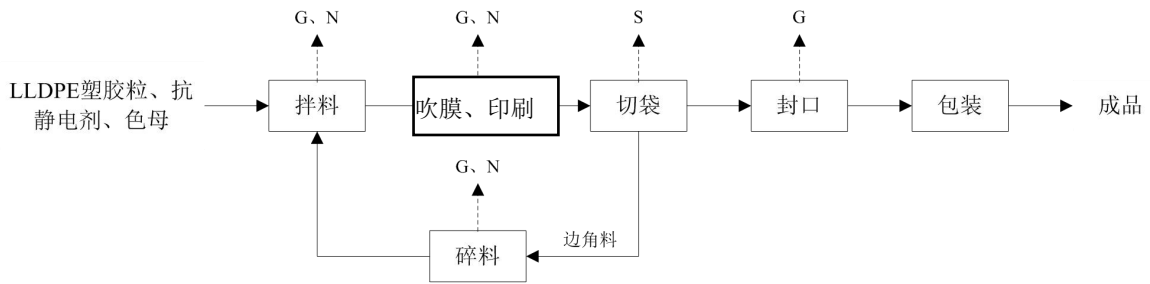 G、N
G、N
S
G
LLDPE塑胶粒、抗
静电剂、色母
拌料
吹膜、印刷
切袋
封口
包装
成品
G、N
边角料
碎料